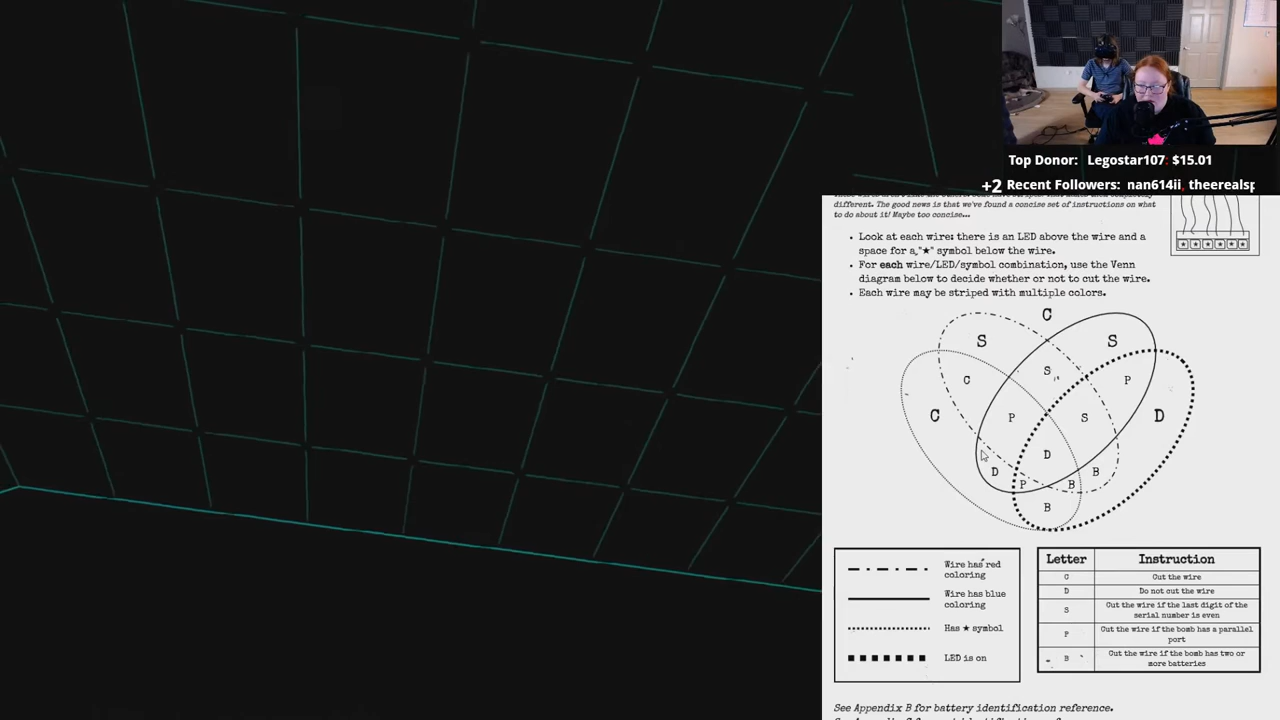 Top Donor: Legostar107: $15.01
+2 Recent Followers: nan614ii, theerealsp
different. The good news is that we've found a concise set of instructions on what
to do about it! Maybe too concise...
• Look at each wire: there is an LED above the wire and a
space for a "★" symbol below the wire.
• For each wire/LED/symbol combination, use the Venn
diagram below to decide whether or not to cut the wire.
• Each wire may be striped with multiple colors.
★ ★ ★ ★ ★ ★
C
S S
S
C P
C P S D
D
D B
P B
B
Wire has red
coloring
Wire has blue
coloring
Has ★ symbol
LED is on
Letter Instruction
C Cut the wire
D Do not cut the wire
S Cut the wire if the last digit of the
serial number is even
P Cut the wire if the bomb has a parallel
port
B Cut the wire if the bomb has two or
more batteries
See Appendix B for battery identification reference.